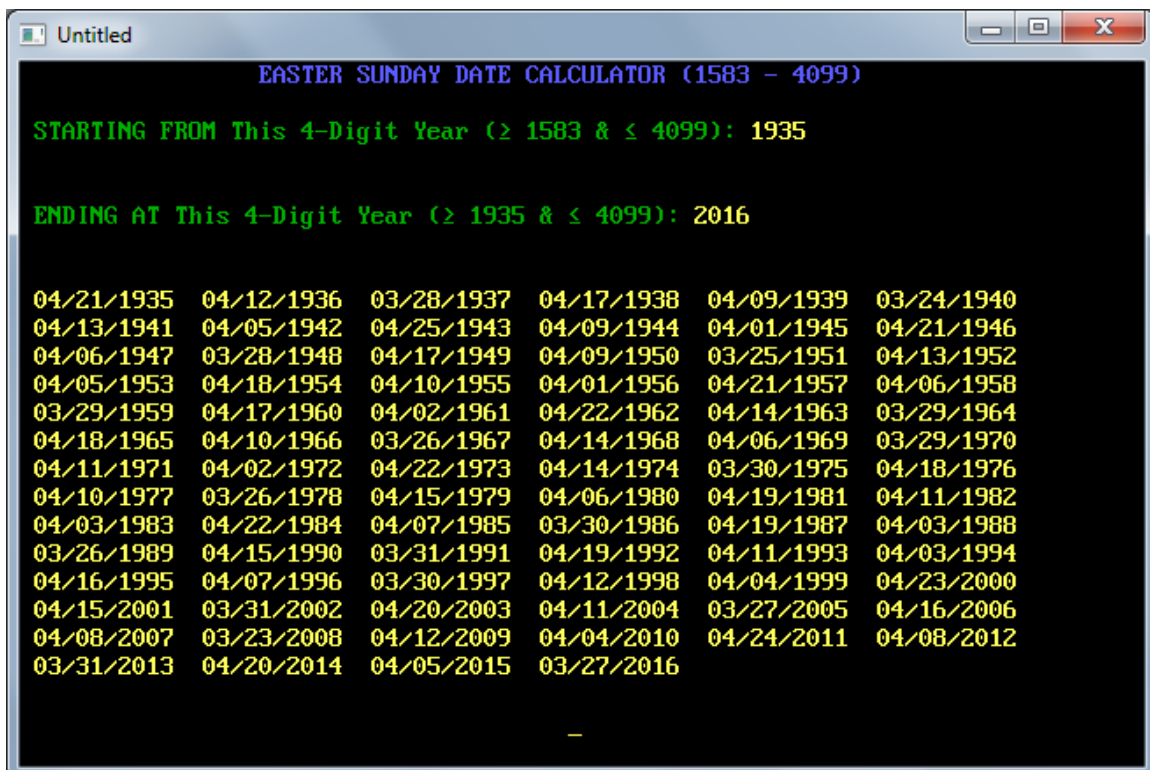 Untitled
EASTER SUNDAY DATE CALCULATOR (1583 - 4099)
STARTING FROM This 4-Digit Year (≥ 1583 & ≤ 4099): 1935
ENDING AT This 4-Digit Year (≥ 1935 & ≤ 4099): 2016
04/21/1935 04/12/1936 03/28/1937 04/17/1938 04/09/1939 03/24/1940
04/13/1941 04/05/1942 04/25/1943 04/09/1944 04/01/1945 04/21/1946
04/06/1947 03/28/1948 04/17/1949 04/09/1950 03/25/1951 04/13/1952
04/05/1953 04/18/1954 04/10/1955 04/01/1956 04/21/1957 04/06/1958
03/29/1959 04/17/1960 04/02/1961 04/22/1962 04/14/1963 03/29/1964
04/18/1965 04/10/1966 03/26/1967 04/14/1968 04/06/1969 03/29/1970
04/11/1971 04/02/1972 04/22/1973 04/14/1974 03/30/1975 04/18/1976
04/10/1977 03/26/1978 04/15/1979 04/06/1980 04/19/1981 04/11/1982
04/03/1983 04/22/1984 04/07/1985 03/30/1986 04/19/1987 04/03/1988
03/26/1989 04/15/1990 03/31/1991 04/19/1992 04/11/1993 04/03/1994
04/16/1995 04/07/1996 03/30/1997 04/12/1998 04/04/1999 04/23/2000
04/15/2001 03/31/2002 04/20/2003 04/11/2004 03/27/2005 04/16/2006
04/08/2007 03/23/2008 04/12/2009 04/04/2010 04/24/2011 04/08/2012
03/31/2013 04/20/2014 04/05/2015 03/27/2016